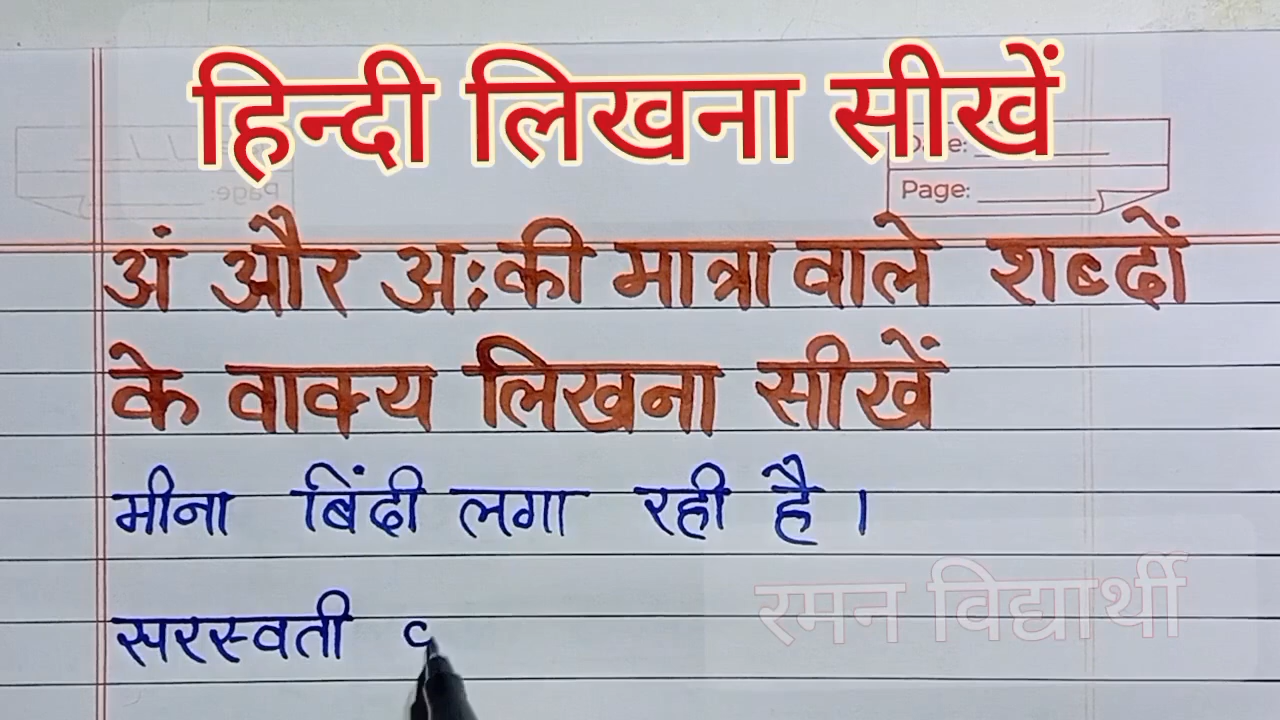 हिन्दी लिखना सीखें
Date:
Page:
अं और अः की मात्रा वाले शब्दों
के वाक्य लिखना सीखें
मीना बिंदी लगा रही है।
सरस्वती
रमन विद्यार्थी